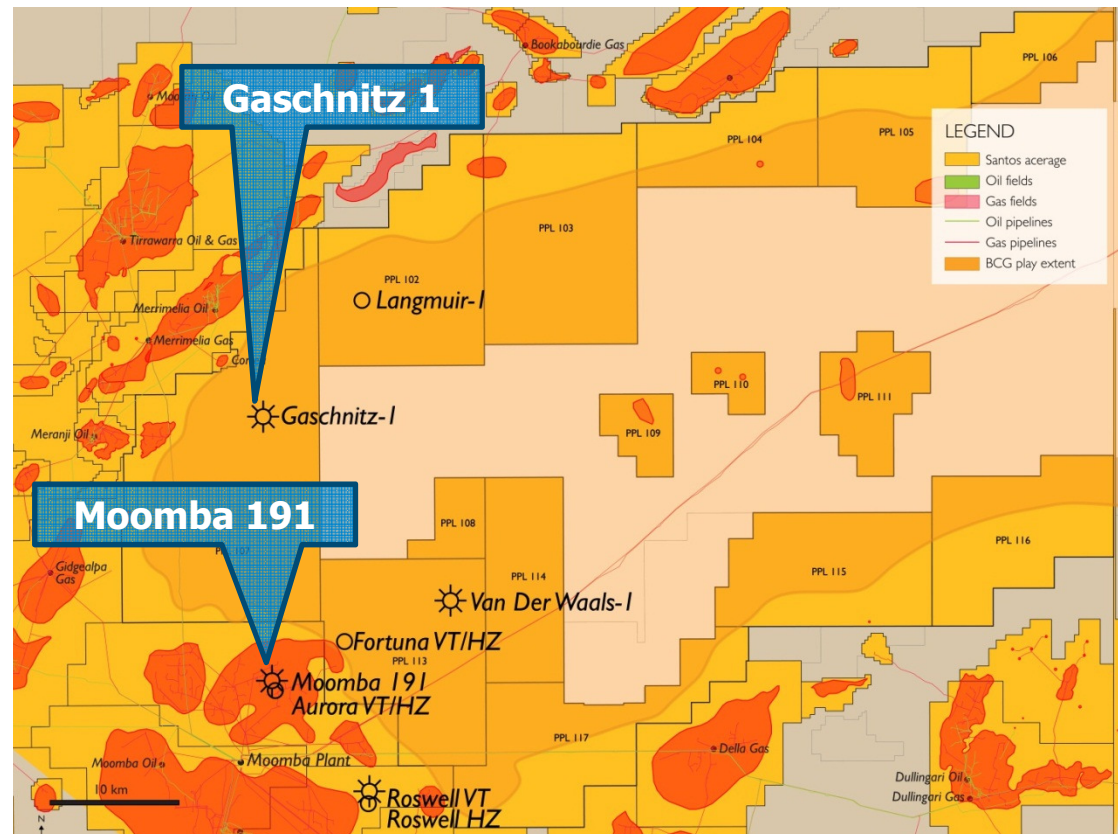 Bookabourdie Gas
PPL 106
Gaschnitz 1
PPL 104
PPL 105
LEGEND
Santos acerage
Oil fields
Gas fields
Oil pipelines
Gas pipelines
BCG play extent
Tirrawarra Oil & Gas
PPL 103
PPL 102
Langmuir-1
Merrimelia Oil
Merrimelia Gas
PPL 110
PPL 111
Gaschnitz-1
PPL 109
Meranji Oil
Moomba 191
PPL 108
PPL 116
Gidgealpa
Gas
PPL 114
PPL 115
Van Der Waals-1
Fortuna VT/HZ
PPL 113
Moomba 191
Aurora VT/HZ
PPL 117
Della Gas
Moomba Oil
Moomba Plant
Dullingari Oil
Dullingari Gas
10 km
Roswell VT
Roswell HZ
N